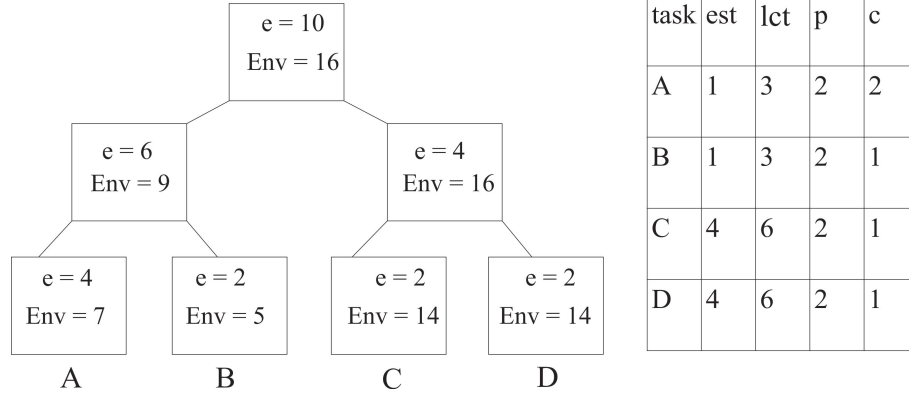 e = 10
Env = 16
e = 6
Env = 9
e = 4
Env = 16
e = 4
Env = 7
e = 2
Env = 5
e = 2
Env = 14
e = 2
Env = 14
A B C D
task est lct p c
A 1 3 2 2
B 1 3 2 1
C 4 6 2 1
D 4 6 2 1